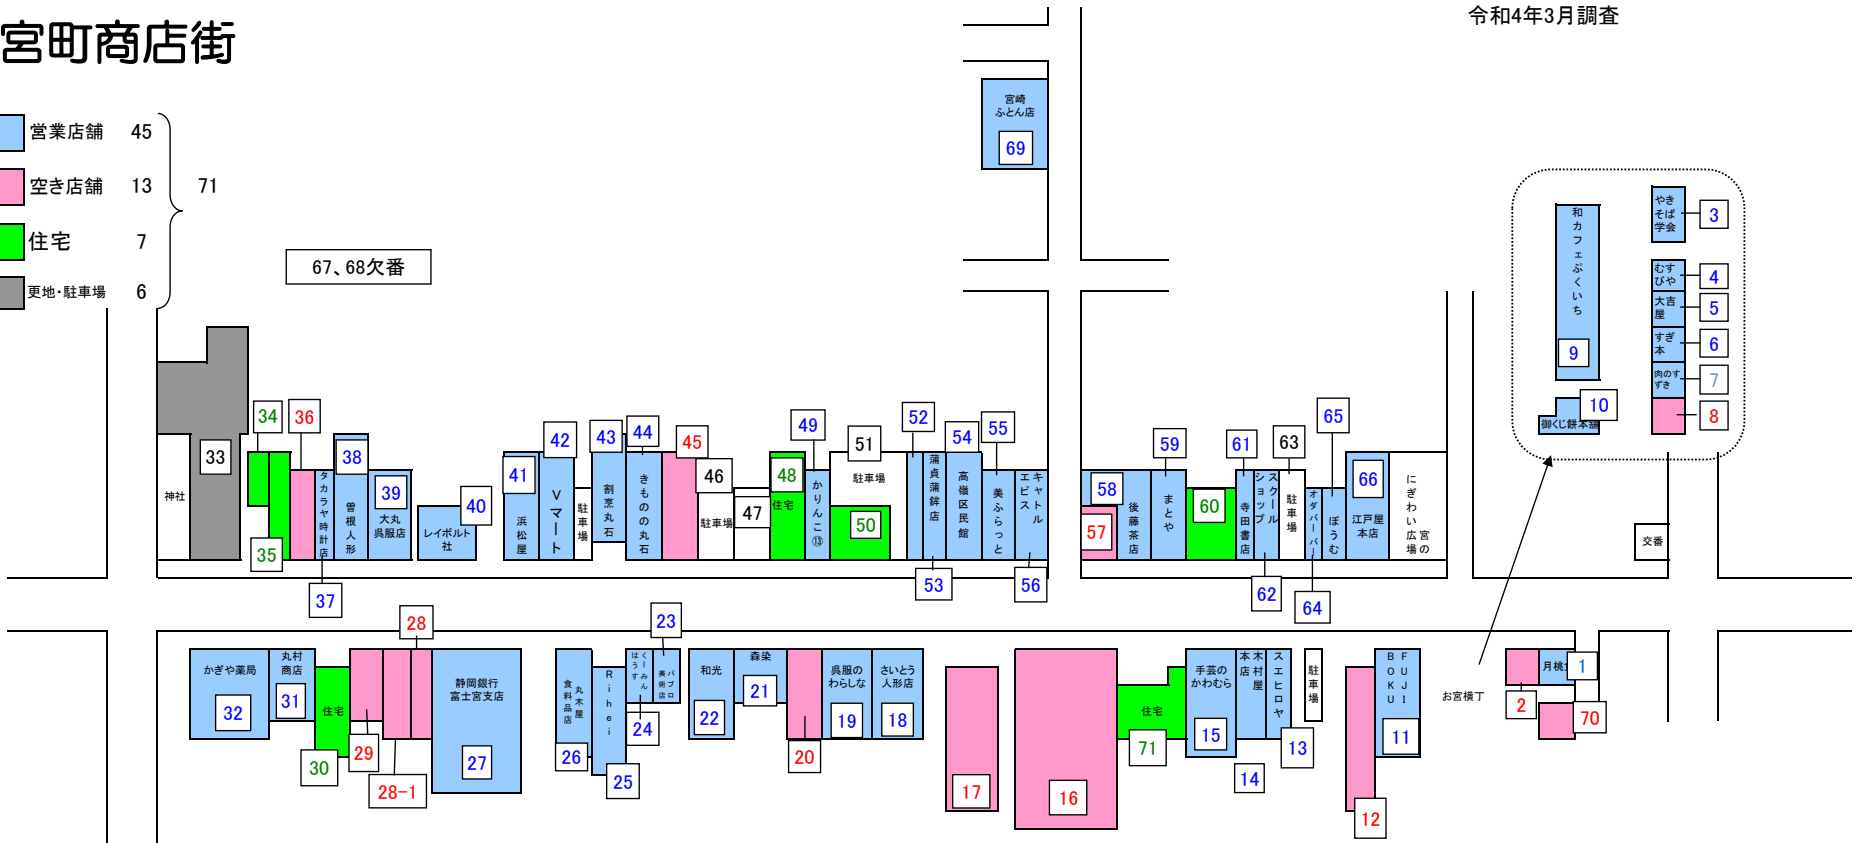 宮町商店街
令和4年3月調査
営業店舗 45
空き店舗 13
71
住宅 7
更地・駐車場 6
67、68欠番
宮崎
ふとん店
69
やき
そば
学会
3
むす
びや
4
大吉
屋
5
すぎ
本
6
肉のす
ずき
7
8
和カフェぷくいち
9
10
御くじ餅本舗
神社
33
34
35
36
タカラヤ時計店
37
38
曽根人形
39
大丸
呉服店
40
レイボルト
社
41
浜松屋
42
Vマート
駐車場
43
割烹丸石
44
きものの丸石
45
46
駐車場
47
48
住宅
49
かりんこ⑬
50
51
駐車場
52
蒲貞蒲鉾店
53
54
高嶺区民館
55
美ふらっと
キャトル
エピス
56
58
57
後藤茶店
59
まとや
60
61
寺田書店
スクール
ショップ
62
63
駐車場
オダバーバー
64
65
ぼうむ
66
江戸屋
本店
宮の
にぎわい広場
交番
かぎや薬局
32
丸村
商店
31
住宅
30
29
28
28−1
静岡銀行
富士宮支店
27
丸木屋
食料品店
26
Rihei
25
くーみん
はうす
24
23
パブロ
美術店
和光
22
森染
21
20
呉服の
わらしな
19
さいとう
人形店
18
17
16
住宅
71
手芸の
かわむら
15
木村屋
本店
14
スエヒロヤ
13
駐車場
12
FUJI
BOKU
11
お宮横丁
2
1
70